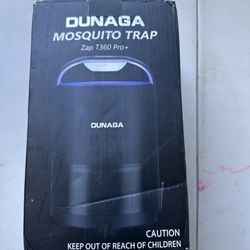 DUNAGA
MOSQUITO TRAP
Zap T360 Pro+
DUNAGA
CAUTION
KEEP OUT OF REACH OF CHILDREN